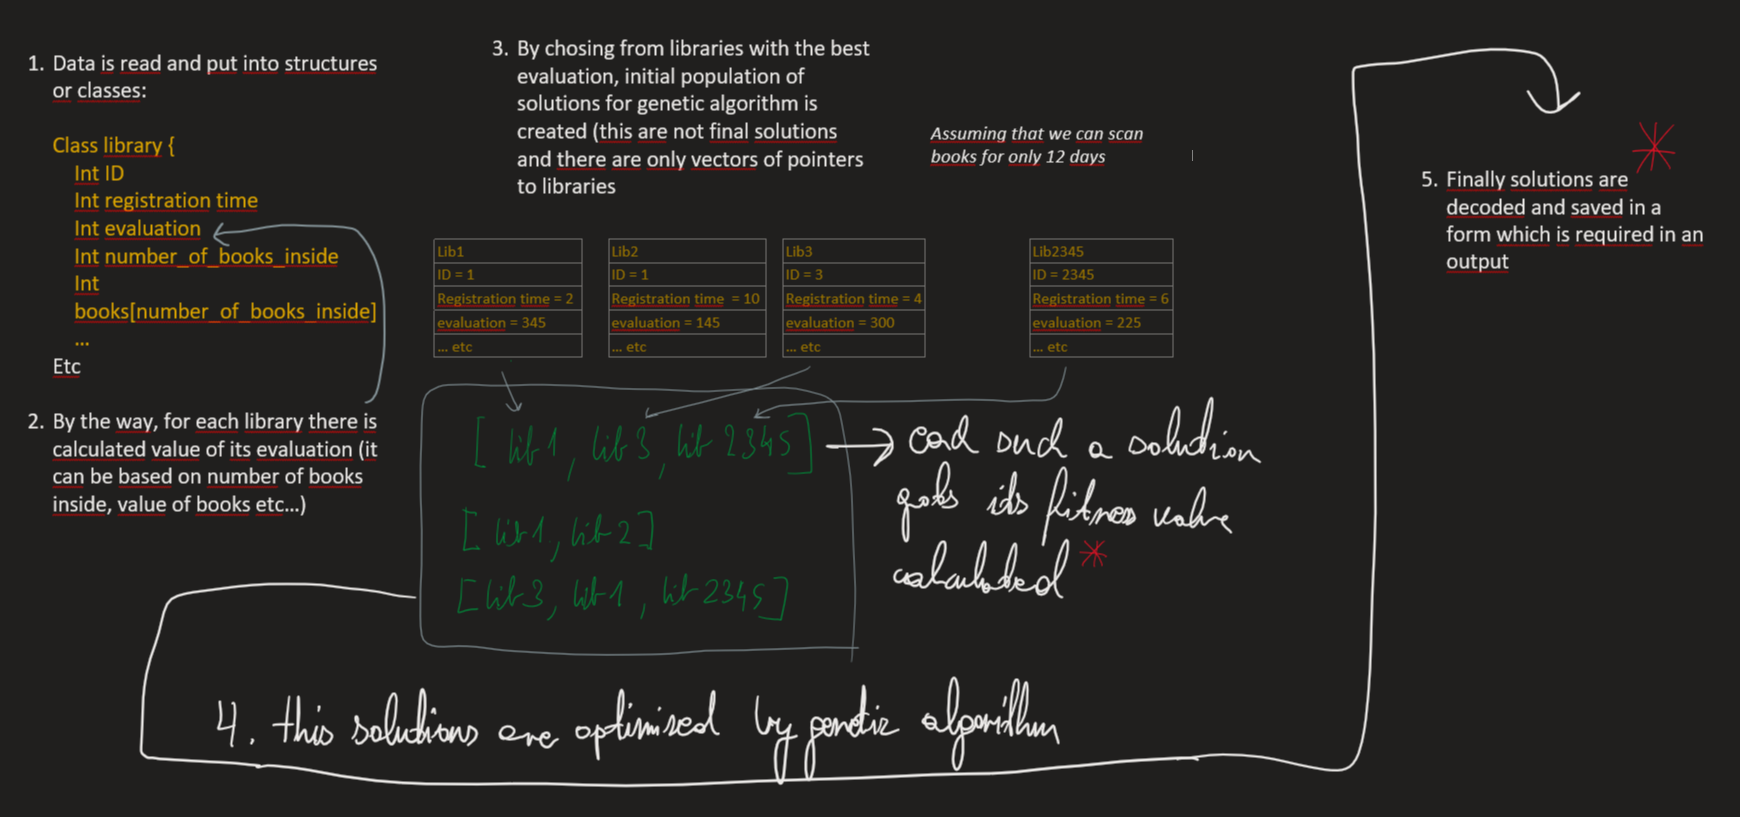 1. Data is read and put into structures
or classes:
Class library {
Int ID
Int registration time
Int evaluation
Int number_of_books_inside
Int
books[number_of_books_inside]
...
Etc
2. By the way, for each library there is
calculated value of its evaluation (it
can be based on number of books
inside, value of books etc...)
3. By chosing from libraries with the best
evaluation, initial population of
solutions for genetic algorithm is
created (this are not final solutions
and there are only vectors of pointers
to libraries
Assuming that we can scan
books for only 12 days
Lib1
ID = 1
Registration time = 2
evaluation = 345
... etc
Lib2
ID = 1
Registration time = 10
evaluation = 145
... etc
Lib3
ID = 3
Registration time = 4
evaluation = 300
... etc
Lib2345
ID = 2345
Registration time = 6
evaluation = 225
... etc
[ lib1, lib3, lib 2345]
[ lib1, lib2]
[lib3, lib1, lib2345]
each such a solution
gets its fitness value
calculated *
4. this solutions are optimized by genetic algorithm
*
5. Finally solutions are
decoded and saved in a
form which is required in an
output